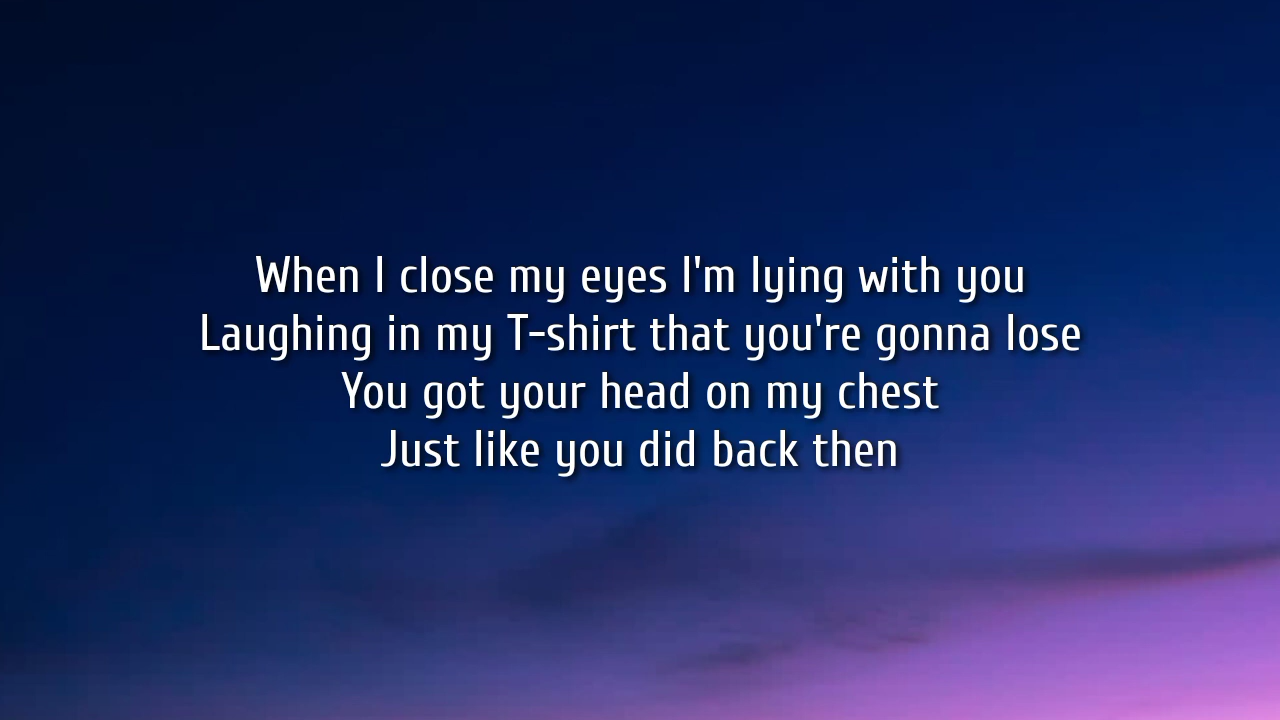 When I close my eyes I'm lying with you
Laughing in my T-shirt that you're gonna lose
You got your head on my chest
Just like you did back then